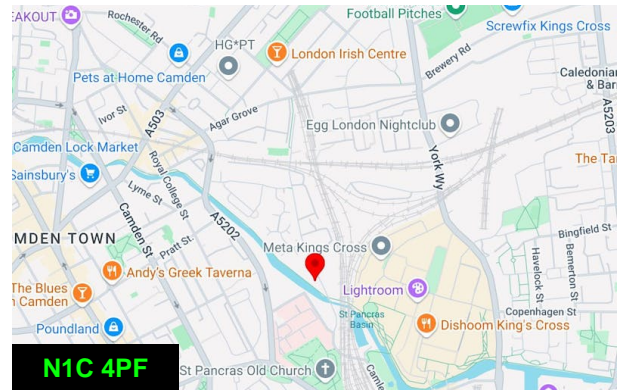 EAKOUT
Rochester Rd
Football Pitches
Screwfix Kings Cross
HG*PT
London Irish Centre
Brewery Rd
Pets at Home Camden
Caledonian
& Bar
A5203
Ivor St
A503
Agar Grove
Egg London Nightclub
Camden Lock Market
York Wy
The Ta
Sainsbury's
Royal College St
Lyme St
Camden St
A5202
Pratt St.
MDEN TOWN
Bingfield St
Meta Kings Cross
Havelock St
Bemerton St
Andy's Greek Taverna
The Blues
n Camden
Lightroom
St Pancras
Basin
Copenhagen St
Poundland
Dishoom King's Cross
N1C 4PF
St Pancras Old Church
Camle